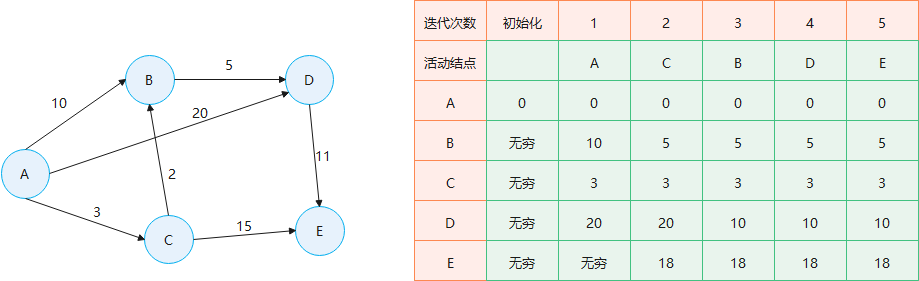 5
B
D
10
20
11
A
2
3
15
C
E
迭代次数 初始化 1 2 3 4 5
活动结点 A C B D E
A 0 0 0 0 0 0
B 无穷 10 5 5 5 5
C 无穷 3 3 3 3 3
D 无穷 20 20 10 10 10
E 无穷 无穷 18 18 18 18